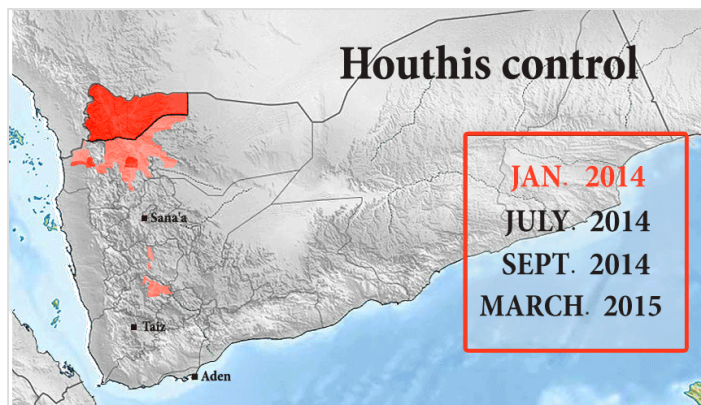 Houthis control
JAN. 2014
JULY. 2014
SEPT. 2014
MARCH. 2015
Sana'a
Taiz
Aden